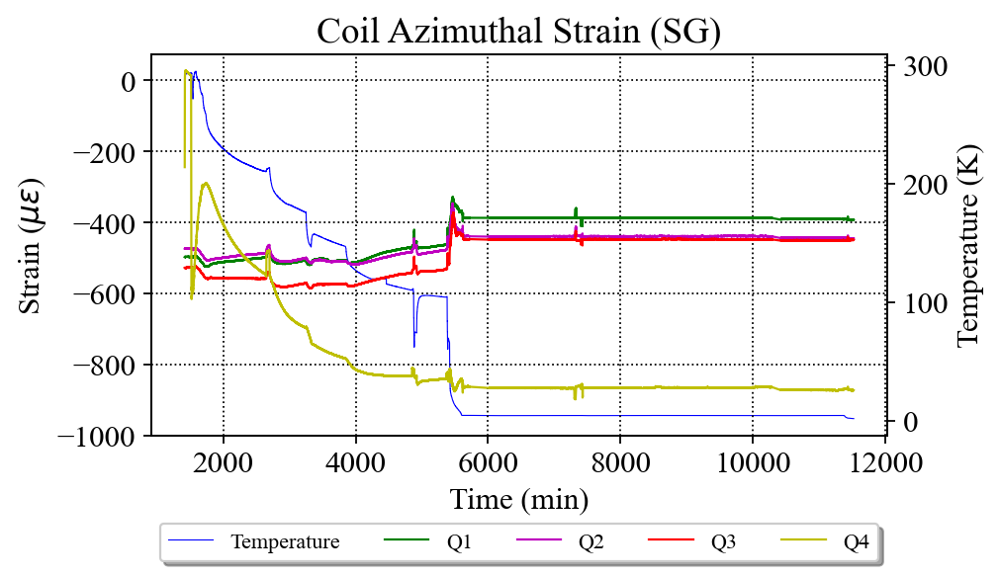 Coil Azimuthal Strain (SG)
0
−200
−400
−600
−800
−1000
Strain (με)
300
200
100
0
Temperature (K)
2000 4000 6000 8000 10000 12000
Time (min)
Temperature Q1 Q2 Q3 Q4